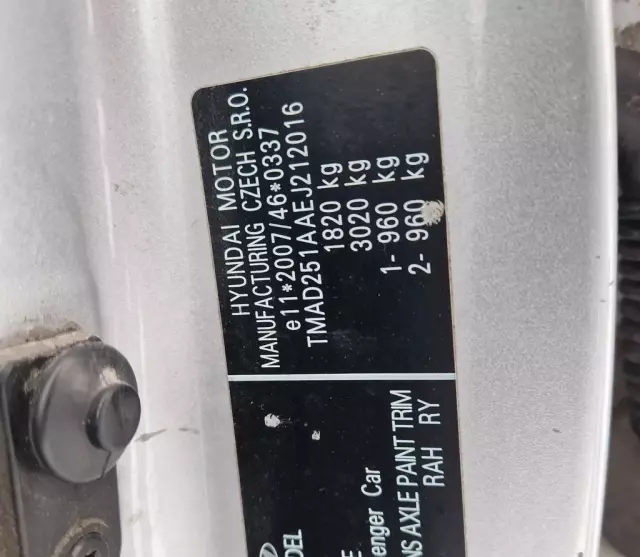 HYUNDAI MOTOR
MANUFACTURING CZECH S.R.O.
e11*2007/46*0337
TMAD251AAEJ212016
1820 kg
3020 kg
1- 960 kg
2- 960 kg
DEL
E
enger Car
NS AXLE PAINT TRIM
RAH RY